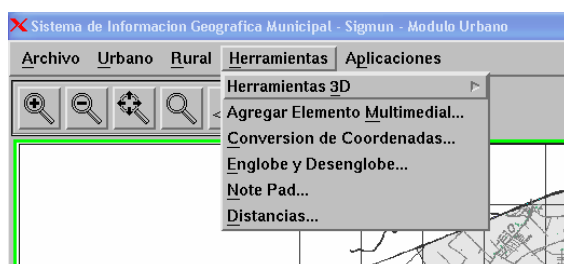 Sistema de Informacion Geografica Municipal - Sigmun - Modulo Urbano
Archivo Urbano Rural Herramientas Aplicaciones
Herramientas 3D
Agregar Elemento Multimedial...
Conversion de Coordenadas...
Englobe y Desenglobe...
Note Pad...
Distancias...